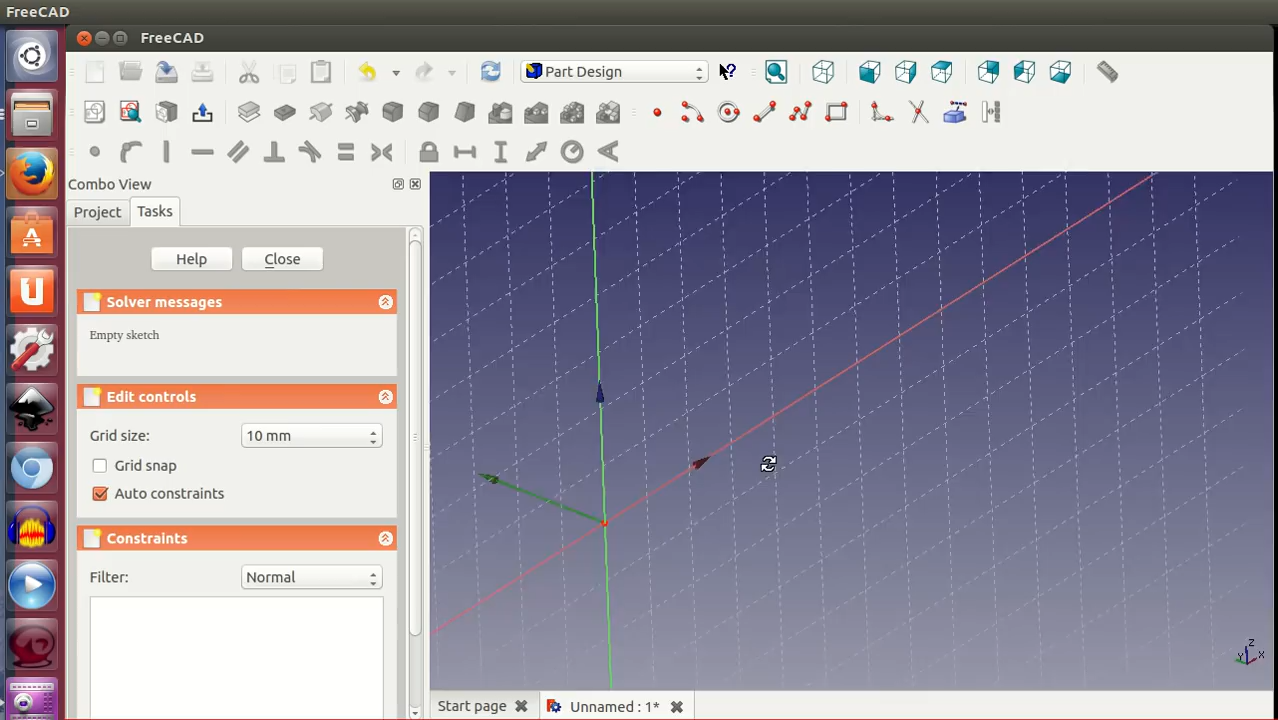 FreeCAD
FreeCAD
Part Design
Combo View
Project
Tasks
Help
Close
Solver messages
Empty sketch
Edit controls
Grid size:
10 mm
Grid snap
Auto constraints
Constraints
Filter:
Normal
Z
Y
X
Start page
Unnamed : 1*